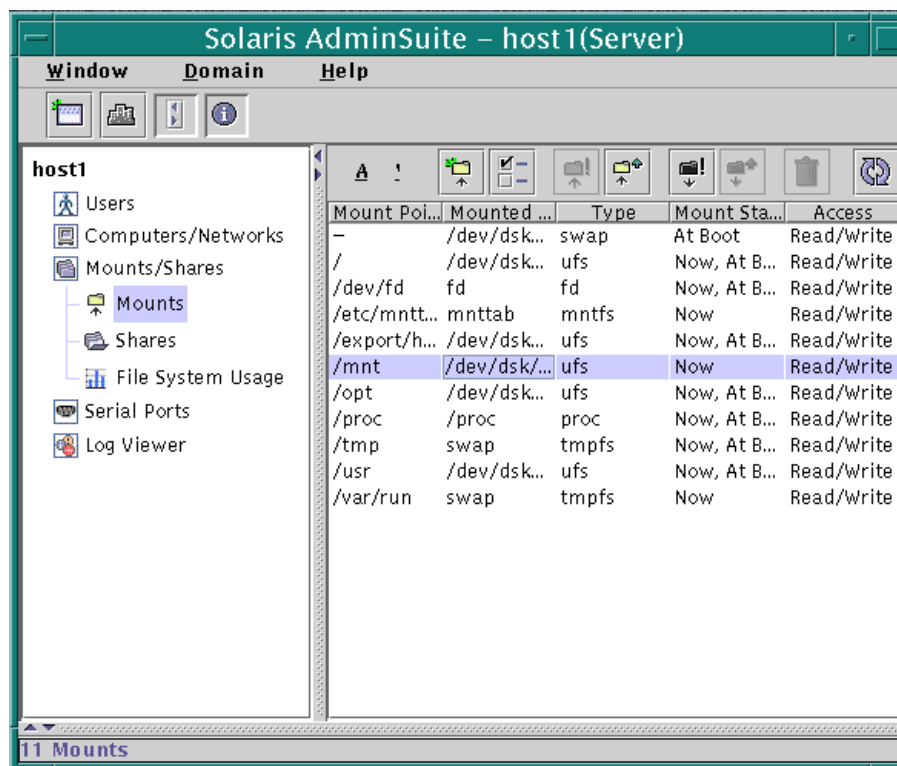 Solaris AdminSuite – host1(Server)
Window Domain Help
host1
Users
Computers/Networks
Mounts/Shares
Mounts
Shares
File System Usage
Serial Ports
Log Viewer
A
Mount Poi... Mounted ... Type Mount Sta... Access
– /dev/dsk... swap At Boot Read/Write
/ /dev/dsk... ufs Now, At B... Read/Write
/dev/fd fd fd Now, At B... Read/Write
/etc/mntt... mnttab mntfs Now Read/Write
/export/h... /dev/dsk... ufs Now, At B... Read/Write
/mnt /dev/dsk/... ufs Now Read/Write
/opt /dev/dsk... ufs Now, At B... Read/Write
/proc /proc proc Now, At B... Read/Write
/tmp swap tmpfs Now, At B... Read/Write
/usr /dev/dsk... ufs Now, At B... Read/Write
/var/run swap tmpfs Now Read/Write
11 Mounts